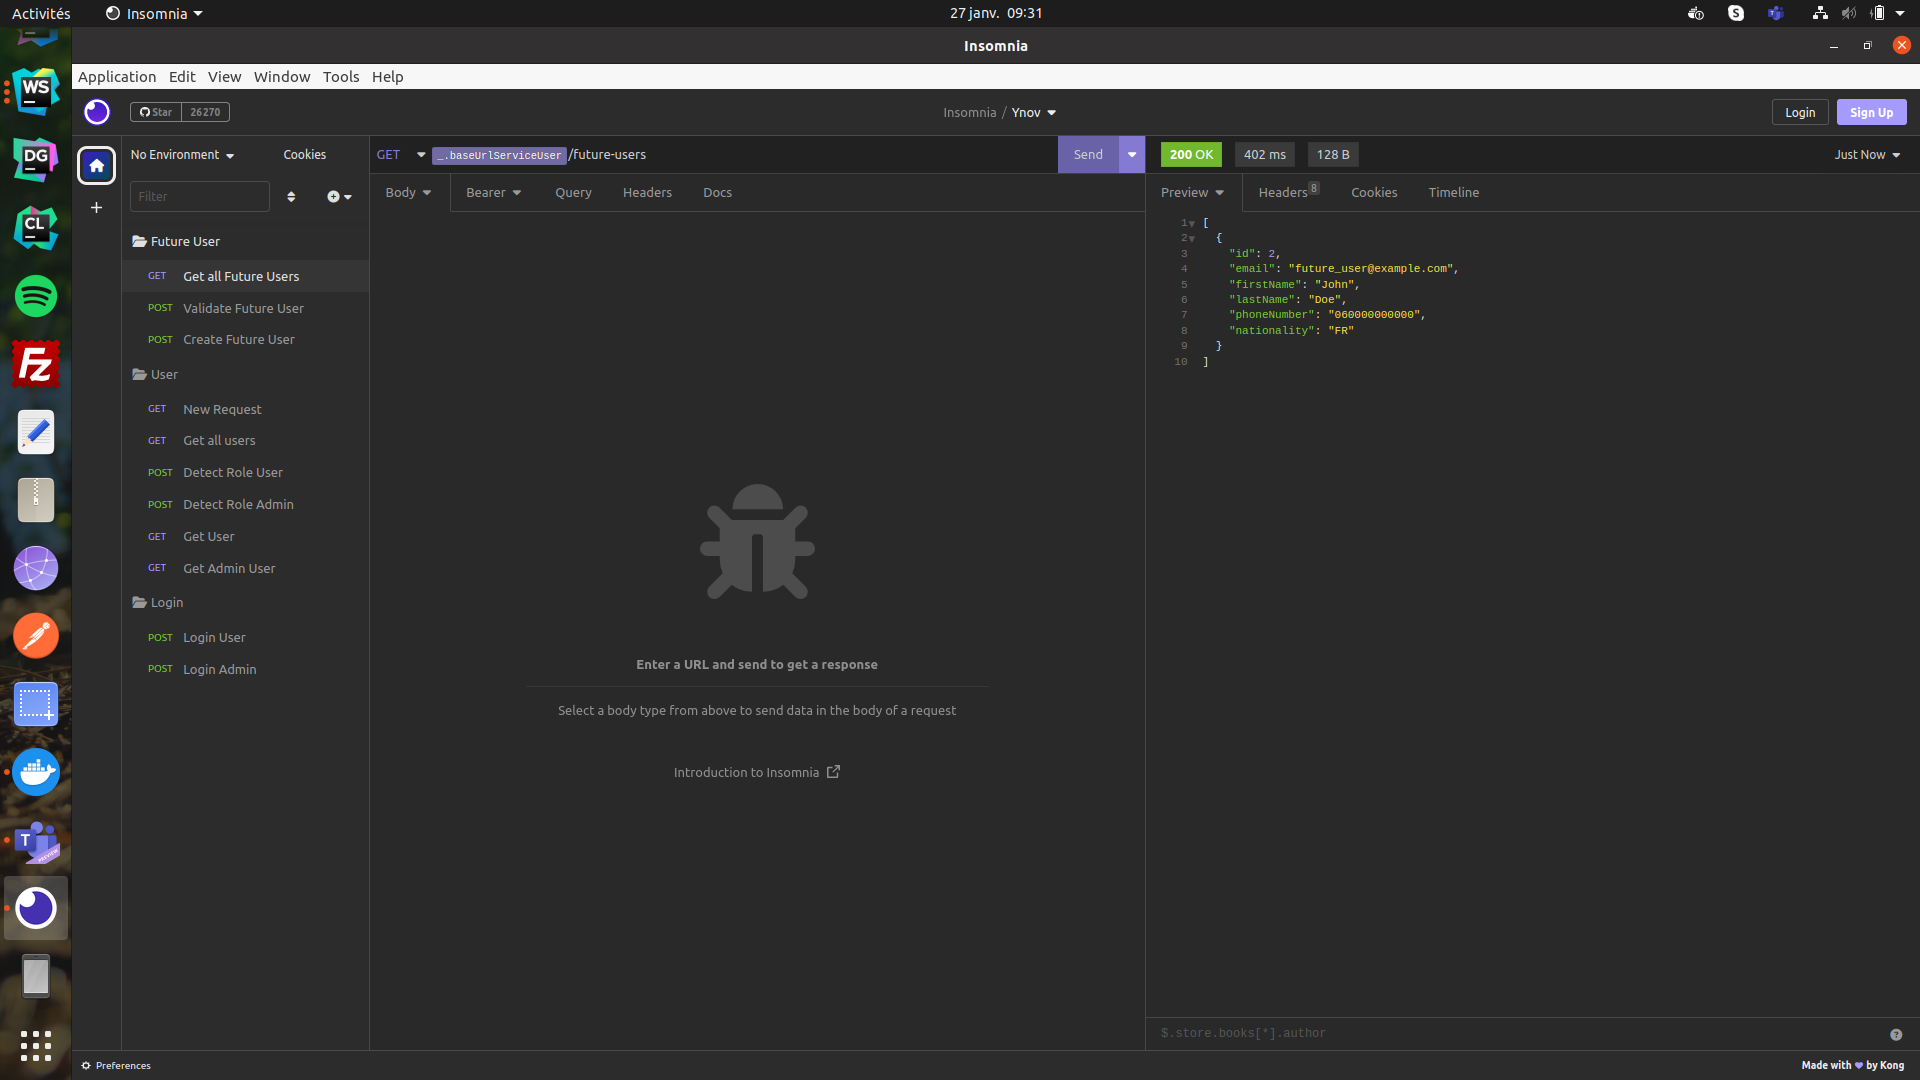 Activités
Insomnia
27 janv. 09:31
Insomnia
Application Edit View Window Tools Help
Star 26270
Insomnia / Ynov
Login
Sign Up
No Environment
Cookies
GET _.baseUrlServiceUser/future-users
Send
200 OK
402 ms
128 B
Just Now
Filter
Body
Bearer
Query
Headers
Docs
Preview
Headers 8
Cookies
Timeline
Future User
GET Get all Future Users
POST Validate Future User
POST Create Future User
User
GET New Request
GET Get all users
POST Detect Role User
POST Detect Role Admin
GET Get User
GET Get Admin User
Login
POST Login User
POST Login Admin
Enter a URL and send to get a response
Select a body type from above to send data in the body of a request
Introduction to Insomnia
1 [
2 {
3 "id": 2,
4 "email": "future_user@example.com",
5 "firstName": "John",
6 "lastName": "Doe",
7 "phoneNumber": "060000000000",
8 "nationality": "FR"
9 }
10 ]
$.store.books[*].author
Preferences
Made with by Kong
WS
DG
CL
Fz
T
PREVIEW
S